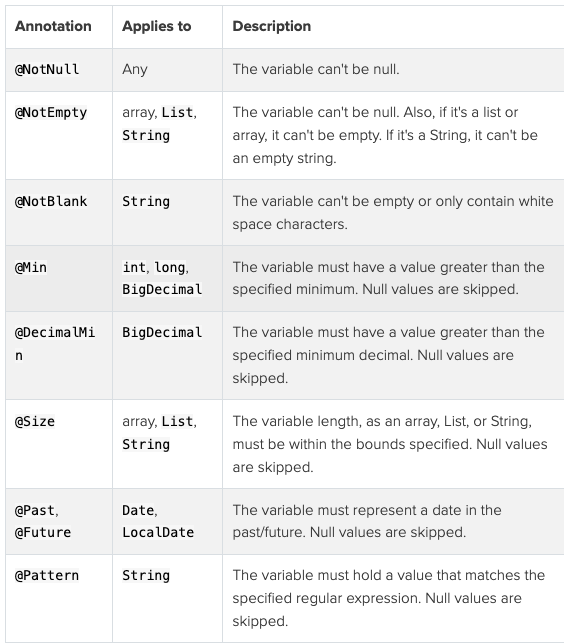 Annotation Applies to Description
@NotNull Any The variable can't be null.
@NotEmpty array, List, The variable can't be null. Also, if it's a list or
String array, it can't be empty. If it's a String, it can't be
an empty string.
@NotBlank String The variable can't be empty or only contain white
space characters.
@Min int, long, The variable must have a value greater than the
BigDecimal specified minimum. Null values are skipped.
@DecimalMi BigDecimal The variable must have a value greater than the
n specified minimum decimal. Null values are
skipped.
@Size array, List, The variable length, as an array, List, or String,
String must be within the bounds specified. Null values
are skipped.
@Past, Date, The variable must represent a date in the
@Future LocalDate past/future. Null values are skipped.
@Pattern String The variable must hold a value that matches the
specified regular expression. Null values are
skipped.